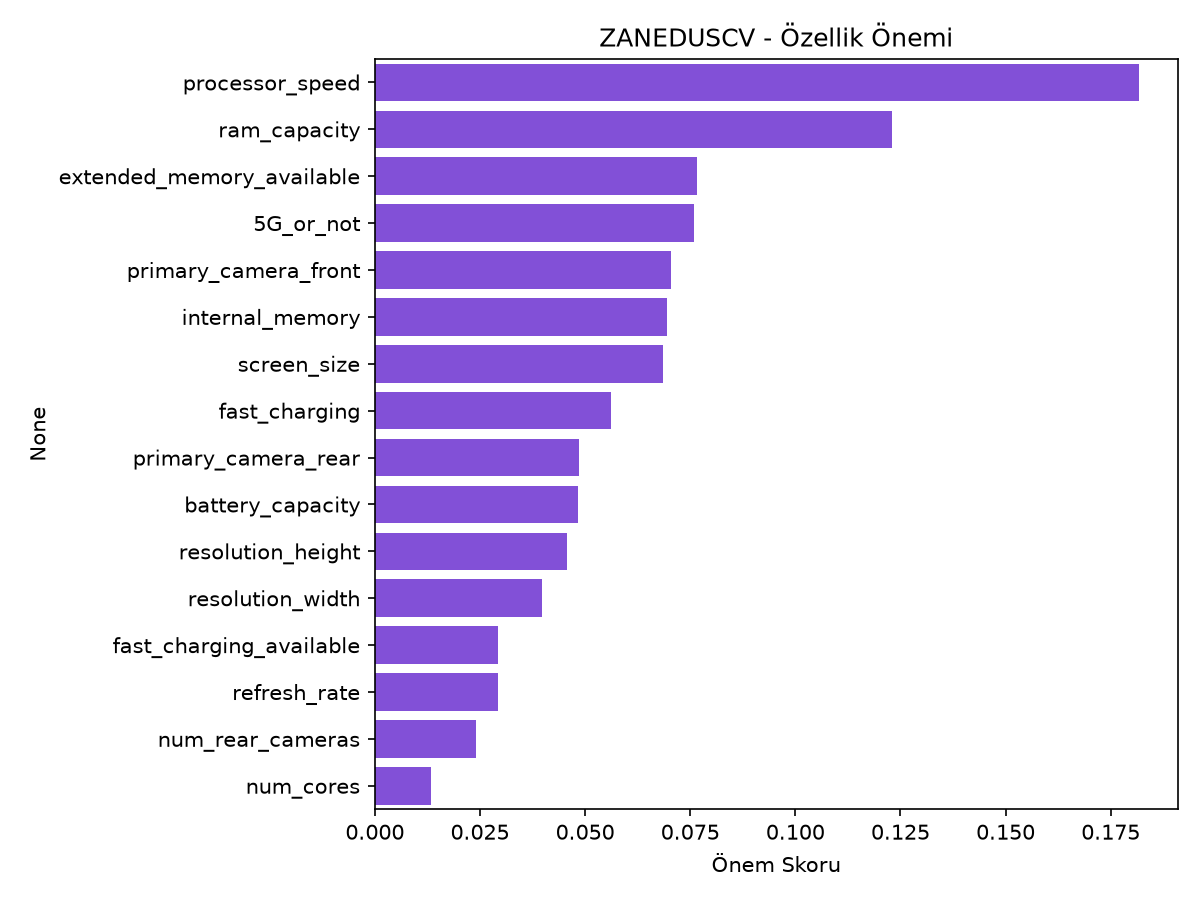 ZANEDUSCV - Özellik Önemi
processor_speed
ram_capacity
extended_memory_available
5G_or_not
primary_camera_front
internal_memory
screen_size
fast_charging
primary_camera_rear
battery_capacity
resolution_height
resolution_width
fast_charging_available
refresh_rate
num_rear_cameras
num_cores
None
0.000 0.025 0.050 0.075 0.100 0.125 0.150 0.175
Önem Skoru